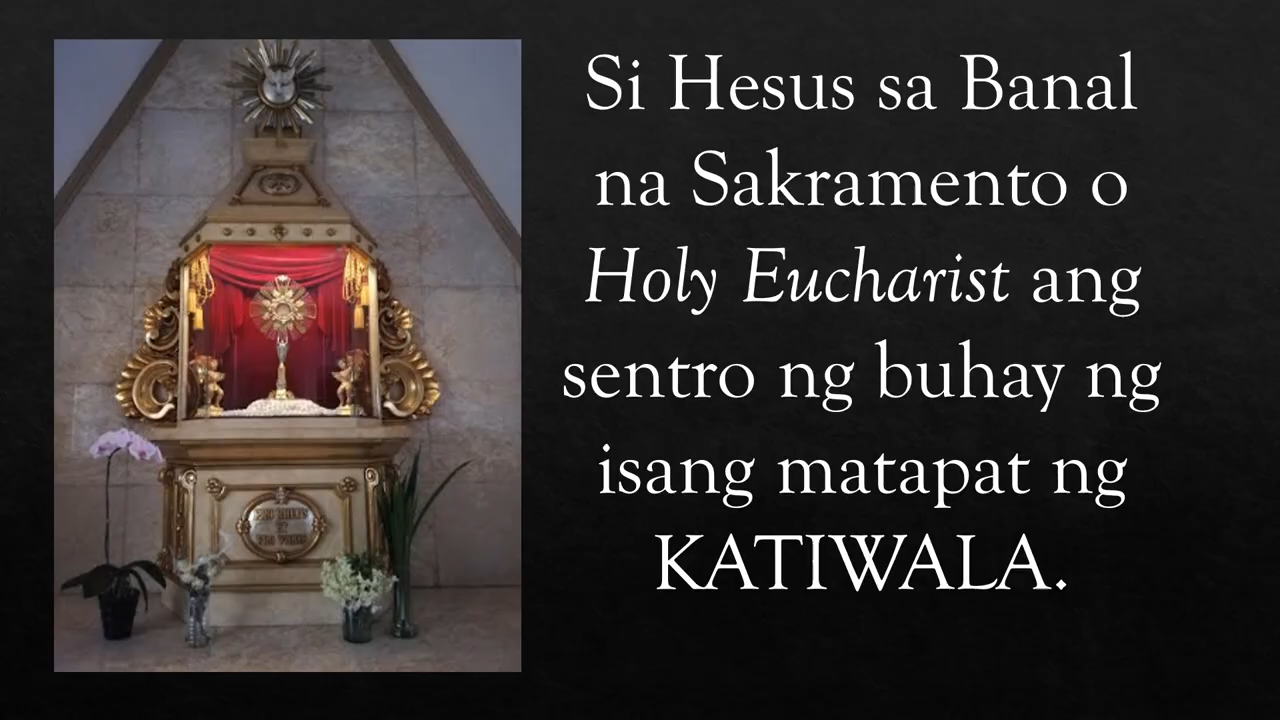 Si Hesus sa Banal
na Sakramento o
Holy Eucharist ang
sentro ng buhay ng
isang matapat ng
KATIWALA.